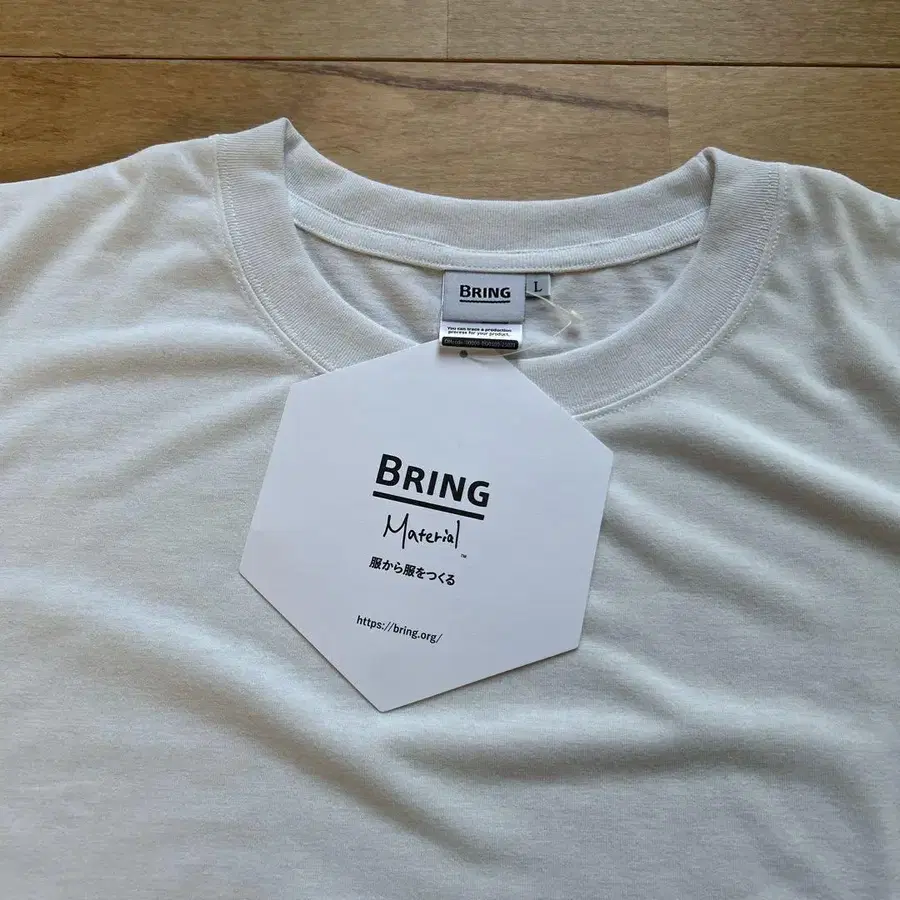 BRING
L
You can trace a production
process for your product.
BRING
Material
TM
服から服をつくる
https://bring.org/